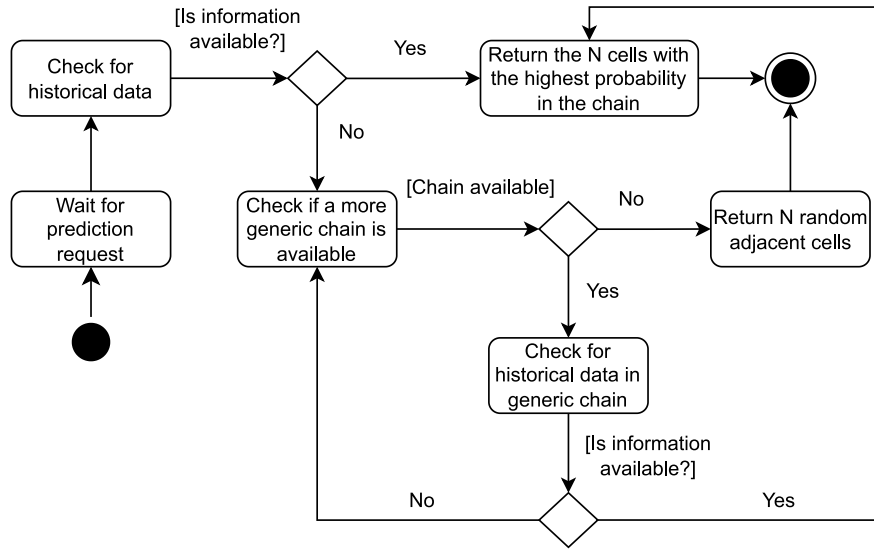 [Is information
available?]
Yes
Check for
historical data
Return the N cells with
the highest probability
in the chain
No
[Chain available]
Wait for
prediction
request
Check if a more
generic chain is
available
No
Return N random
adjacent cells
Yes
Check for
historical data in
generic chain
[Is information
available?]
No
Yes